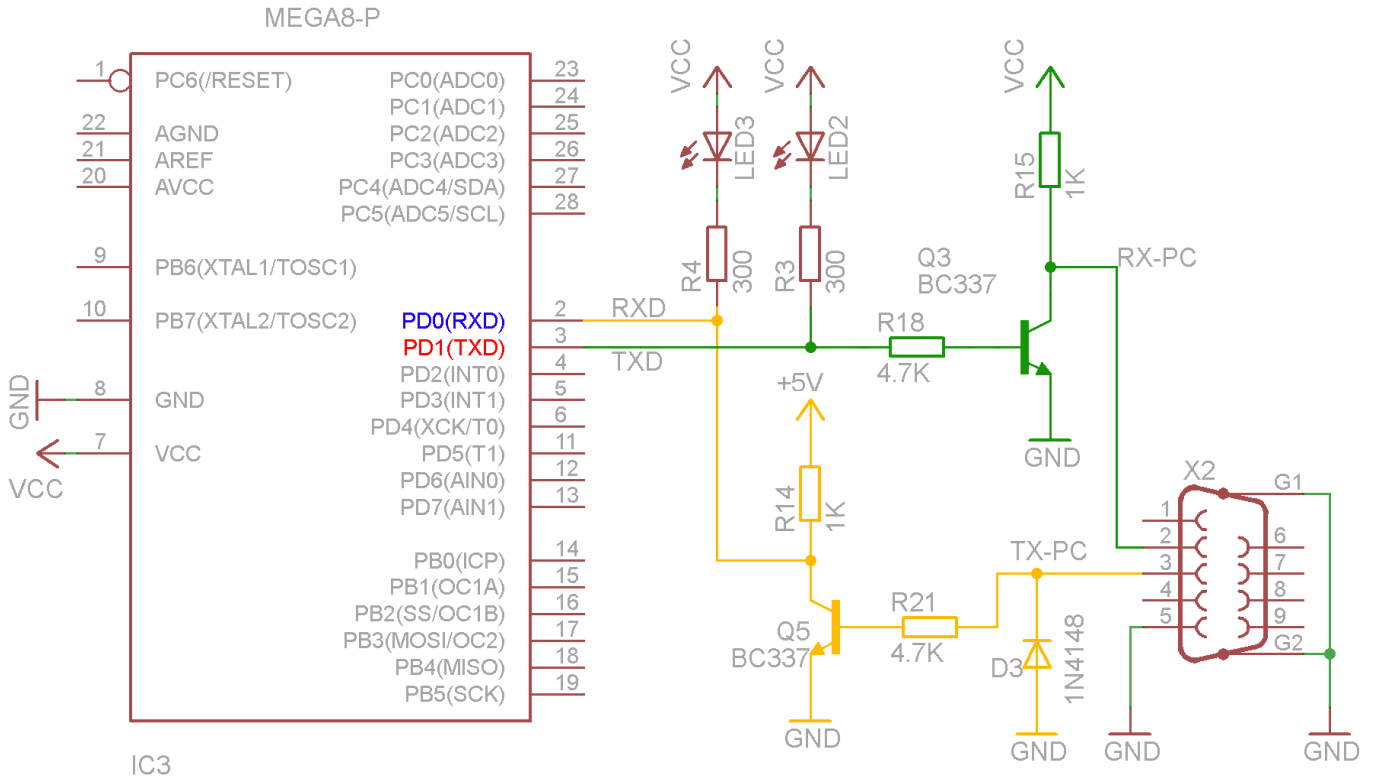 MEGA8-P
1 PC6(/RESET) PC0(ADC0) 23
PC1(ADC1) 24
22 AGND PC2(ADC2) 25
21 AREF PC3(ADC3) 26
20 AVCC PC4(ADC4/SDA) 27
PC5(ADC5/SCL) 28
9 PB6(XTAL1/TOSC1)
10 PB7(XTAL2/TOSC2) PD0(RXD) 2 RXD
PD1(TXD) 3 TXD
PD2(INT0) 4
GND 8 GND PD3(INT1) 5
PD4(XCK/T0) 6
VCC 7 VCC PD5(T1) 11
PD6(AIN0) 12
PD7(AIN1) 13
PB0(ICP) 14
PB1(OC1A) 15
PB2(SS/OC1B) 16
PB3(MOSI/OC2) 17
PB4(MISO) 18
PB5(SCK) 19
IC3
VCC
LED3
R4
300
VCC
LED2
R3
300
VCC
R15
1K
RX-PC
Q3
BC337
R18
4.7K
GND
+5V
R14
1K
Q5
BC337
GND
R21
4.7K
TX-PC
D3
1N4148
GND
X2
G1
1
2 6
3 7
4 8
5 9
G2
GND
GND